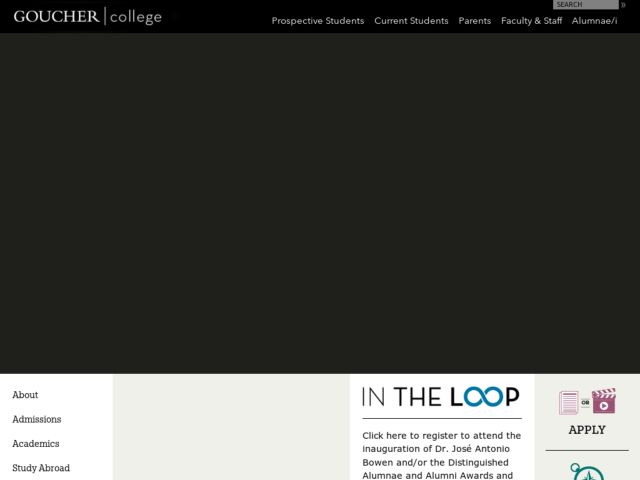 GOUCHER college
SEARCH »
Prospective Students Current Students Parents Faculty & Staff Alumnae/i
About
Admissions
Academics
Study Abroad
IN THE LOOP
Click here to register to attend the
inauguration of Dr. José Antonio
Bowen and/or the Distinguished
Alumnae and Alumni Awards and
OR
APPLY